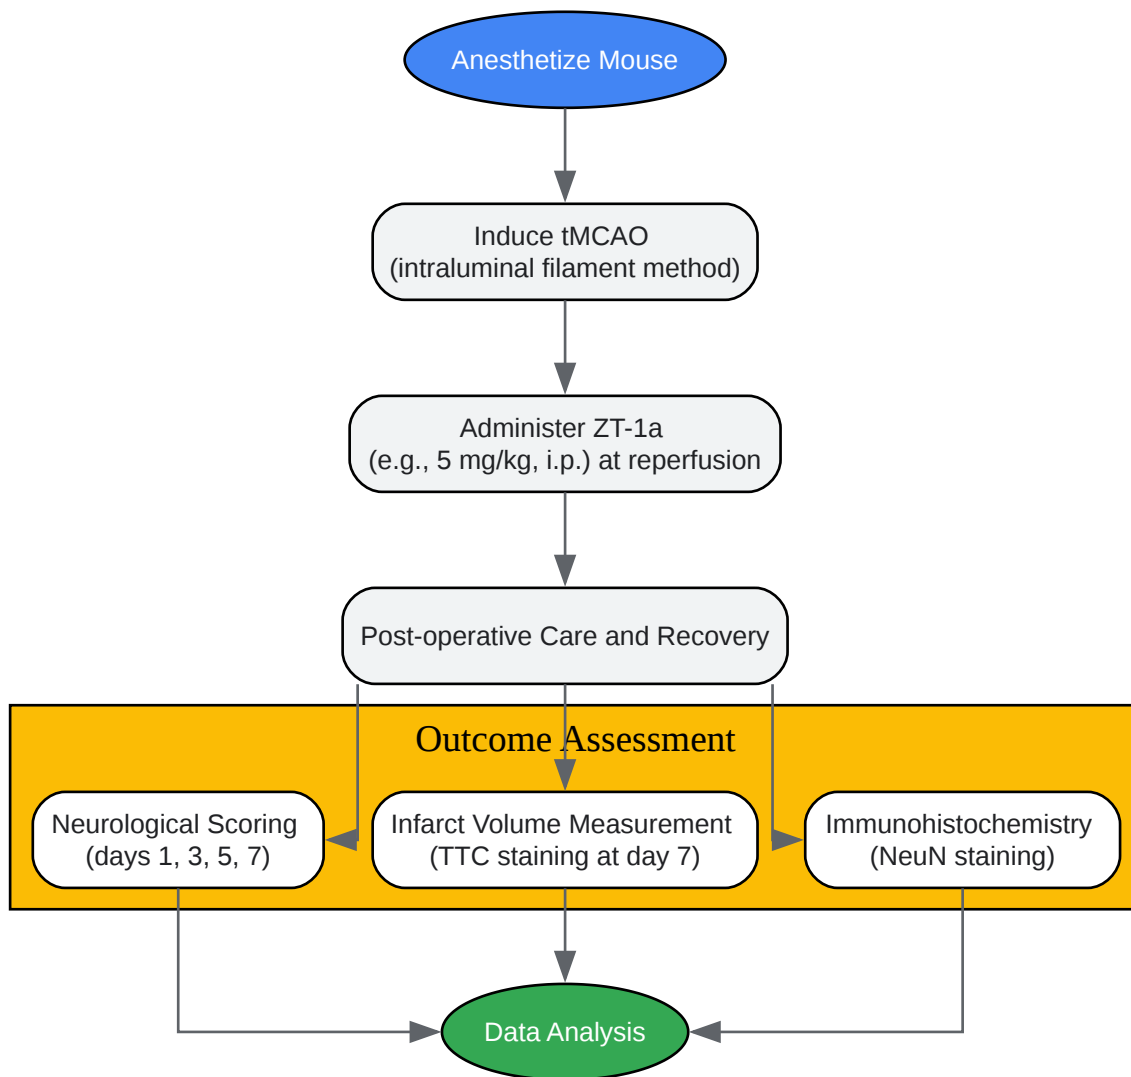 Anesthetize Mouse
Induce tMCAO
(intraluminal filament method)
Administer ZT-1a
(e.g., 5 mg/kg, i.p.) at reperfusion
Post-operative Care and Recovery
Outcome Assessment
Neurological Scoring
(days 1, 3, 5, 7)
Infarct Volume Measurement
(TTC staining at day 7)
Immunohistochemistry
(NeuN staining)
Data Analysis